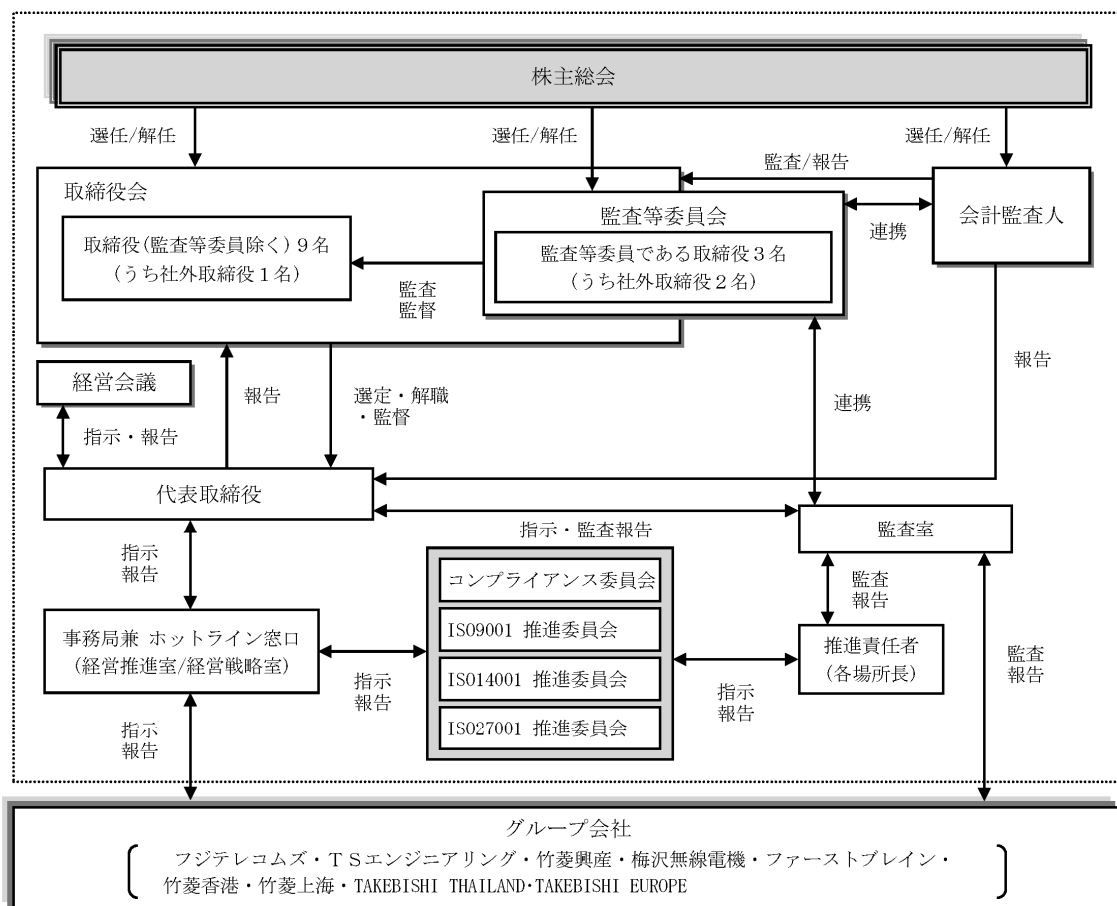 株主総会
選任/解任
選任/解任
選任/解任
監査/報告
取締役会
監査等委員会
会計監査人
連携
取締役(監査等委員除く)９名
(うち社外取締役１名)
監査等委員である取締役３名
(うち社外取締役２名)
監査
監督
経営会議
報告
選定・解職
・監督
連携
報告
指示・報告
代表取締役
指示・監査報告
監査室
指示
報告
コンプライアンス委員会
監査
報告
事務局兼 ホットライン窓口
(経営推進室/経営戦略室)
ISO9001 推進委員会
推進責任者
(各場所長)
監査
報告
指示
報告
ISO14001 推進委員会
指示
報告
ISO27001 推進委員会
指示
報告
グループ会社
フジテレコムズ・ＴＳエンジニアリング・竹菱興産・梅沢無線電機・ファーストブレイン・
竹菱香港・竹菱上海・TAKEBISHI THAILAND･TAKEBISHI EUROPE